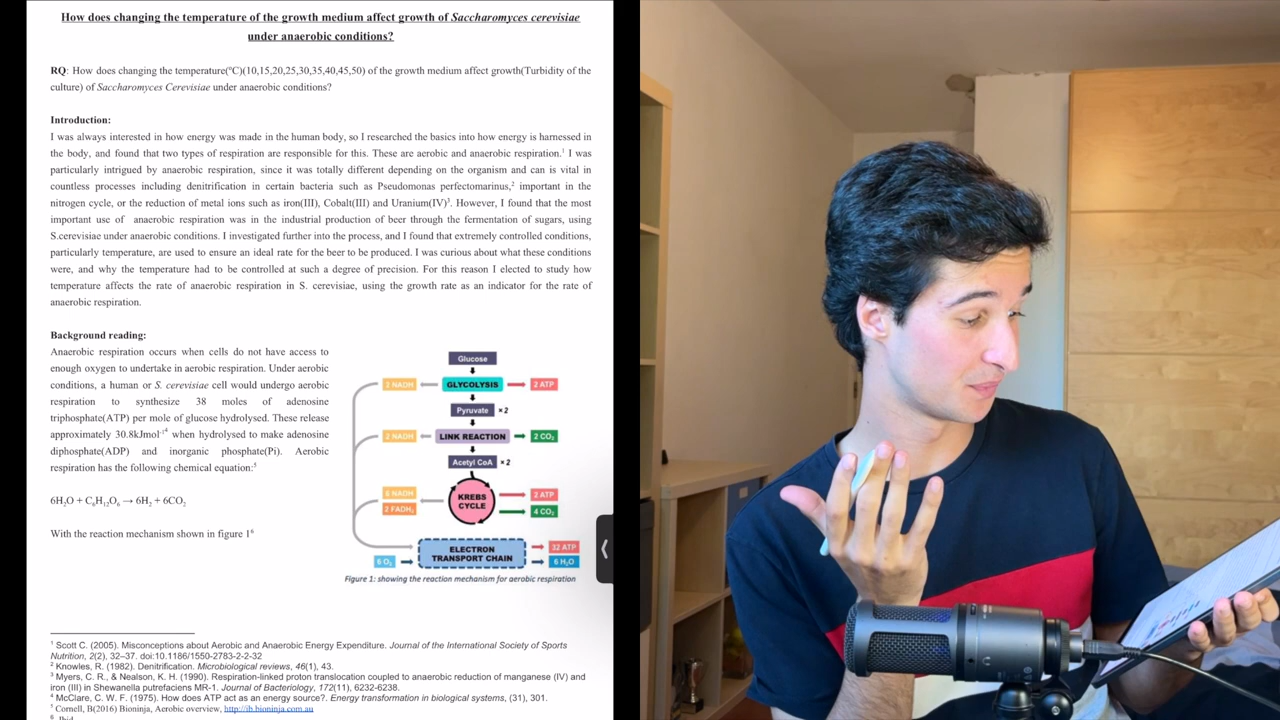 How does changing the temperature of the growth medium affect growth of Saccharomyces cerevisiae
under anaerobic conditions?
RQ: How does changing the temperature(°C)(10,15,20,25,30,35,40,45,50) of the growth medium affect growth(Turbidity of the
culture) of Saccharomyces Cerevisiae under anaerobic conditions?
Introduction:
I was always interested in how energy was made in the human body, so I researched the basics into how energy is harnessed in
the body, and found that two types of respiration are responsible for this. These are aerobic and anaerobic respiration.¹ I was
particularly intrigued by anaerobic respiration, since it was totally different depending on the organism and can is vital in
countless processes including denitrification in certain bacteria such as Pseudomonas perfectomarinus,² important in the
nitrogen cycle, or the reduction of metal ions such as iron(III), Cobalt(III) and Uranium(IV)³. However, I found that the most
important use of anaerobic respiration was in the industrial production of beer through the fermentation of sugars, using
S.cerevisiae under anaerobic conditions. I investigated further into the process, and I found that extremely controlled conditions,
particularly temperature, are used to ensure an ideal rate for the beer to be produced. I was curious about what these conditions
were, and why the temperature had to be controlled at such a degree of precision. For this reason I elected to study how
temperature affects the rate of anaerobic respiration in S. cerevisiae, using the growth rate as an indicator for the rate of
anaerobic respiration.
Background reading:
Anaerobic respiration occurs when cells do not have access to
enough oxygen to undertake in aerobic respiration. Under aerobic
conditions, a human or S. cerevisiae cell would undergo aerobic
respiration to synthesize 38 moles of adenosine
triphosphate(ATP) per mole of glucose hydrolysed. These release
approximately 30.8kJmol⁻¹⁴ when hydrolysed to make adenosine
diphosphate(ADP) and inorganic phosphate(Pi). Aerobic
respiration has the following chemical equation:⁵
6H₂O + C₆H₁₂O₆ → 6H₂ + 6CO₂
With the reaction mechanism shown in figure 1⁶
Glucose
2 NADH GLYCOLYSIS 2 ATP
Pyruvate ×2
2 NADH LINK REACTION 2 CO₂
Acetyl CoA ×2
6 NADH KREBS 2 ATP
2 FADH₂ CYCLE 4 CO₂
ELECTRON 32 ATP
6 O₂ TRANSPORT CHAIN 6 H₂O
Figure 1: showing the reaction mechanism for aerobic respiration
¹ Scott C. (2005). Misconceptions about Aerobic and Anaerobic Energy Expenditure. Journal of the International Society of Sports
Nutrition, 2(2), 32–37. doi:10.1186/1550-2783-2-2-32
² Knowles, R. (1982). Denitrification. Microbiological reviews, 46(1), 43.
³ Myers, C. R., & Nealson, K. H. (1990). Respiration-linked proton translocation coupled to anaerobic reduction of manganese (IV) and
iron (III) in Shewanella putrefaciens MR-1. Journal of Bacteriology, 172(11), 6232-6238.
⁴ McClare, C. W. F. (1975). How does ATP act as an energy source?. Energy transformation in biological systems, (31), 301.
⁵ Cornell, B(2016) Bioninja, Aerobic overview, http://ib.bioninja.com.au
⁶ Ibid